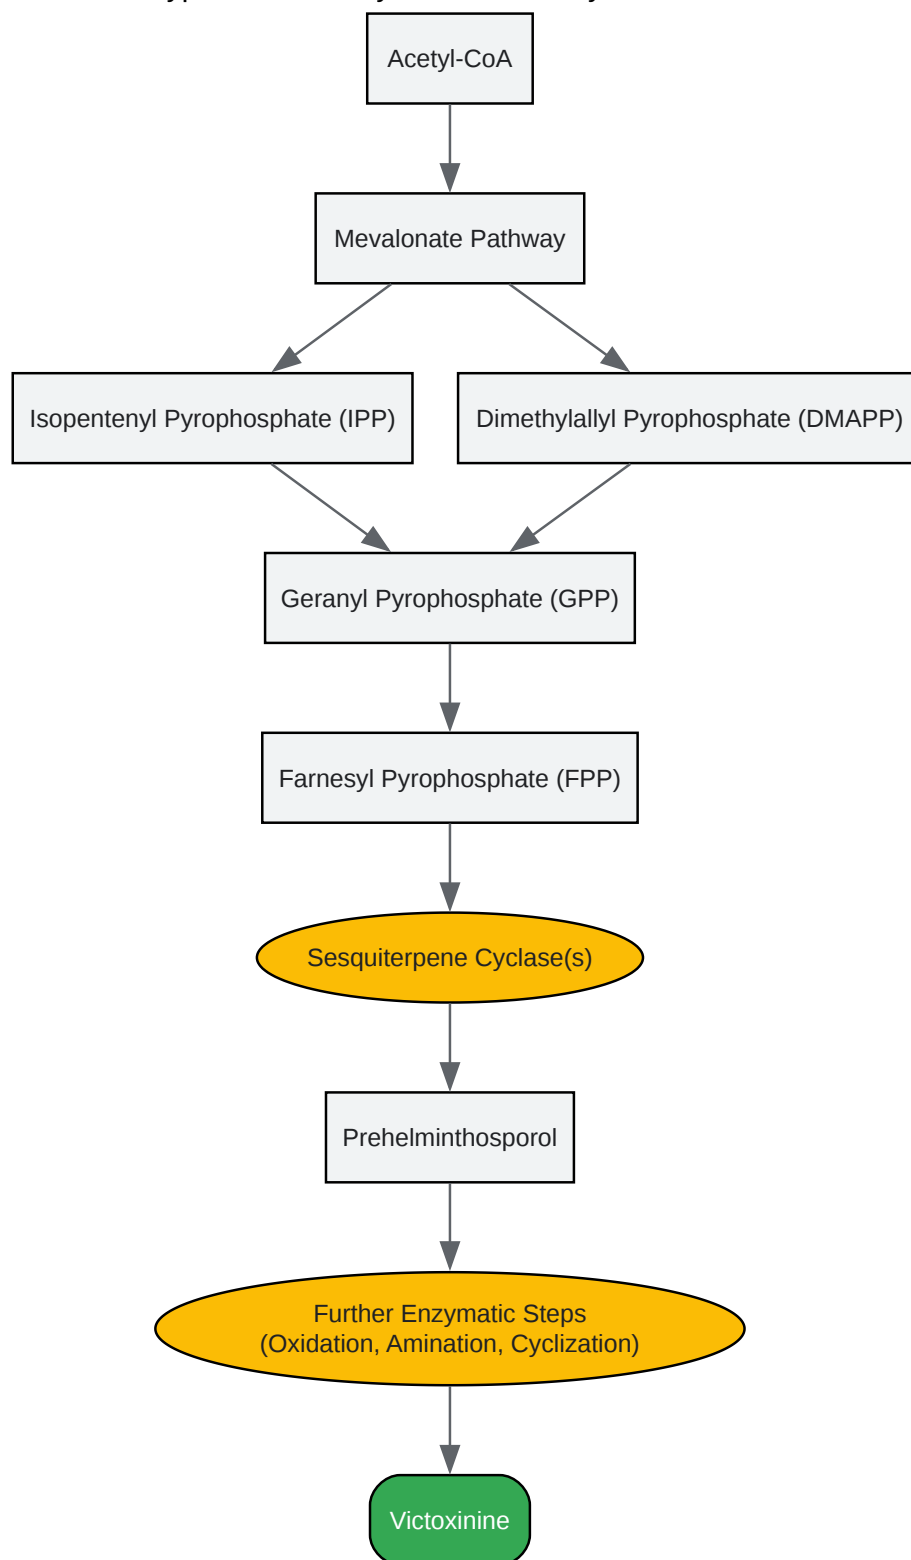 Acetyl-CoA
Mevalonate Pathway
Isopentenyl Pyrophosphate (IPP)
Dimethylallyl Pyrophosphate (DMAPP)
Geranyl Pyrophosphate (GPP)
Farnesyl Pyrophosphate (FPP)
Sesquiterpene Cyclase(s)
Prehelminthosporol
Further Enzymatic Steps
(Oxidation, Amination, Cyclization)
Victoxinine